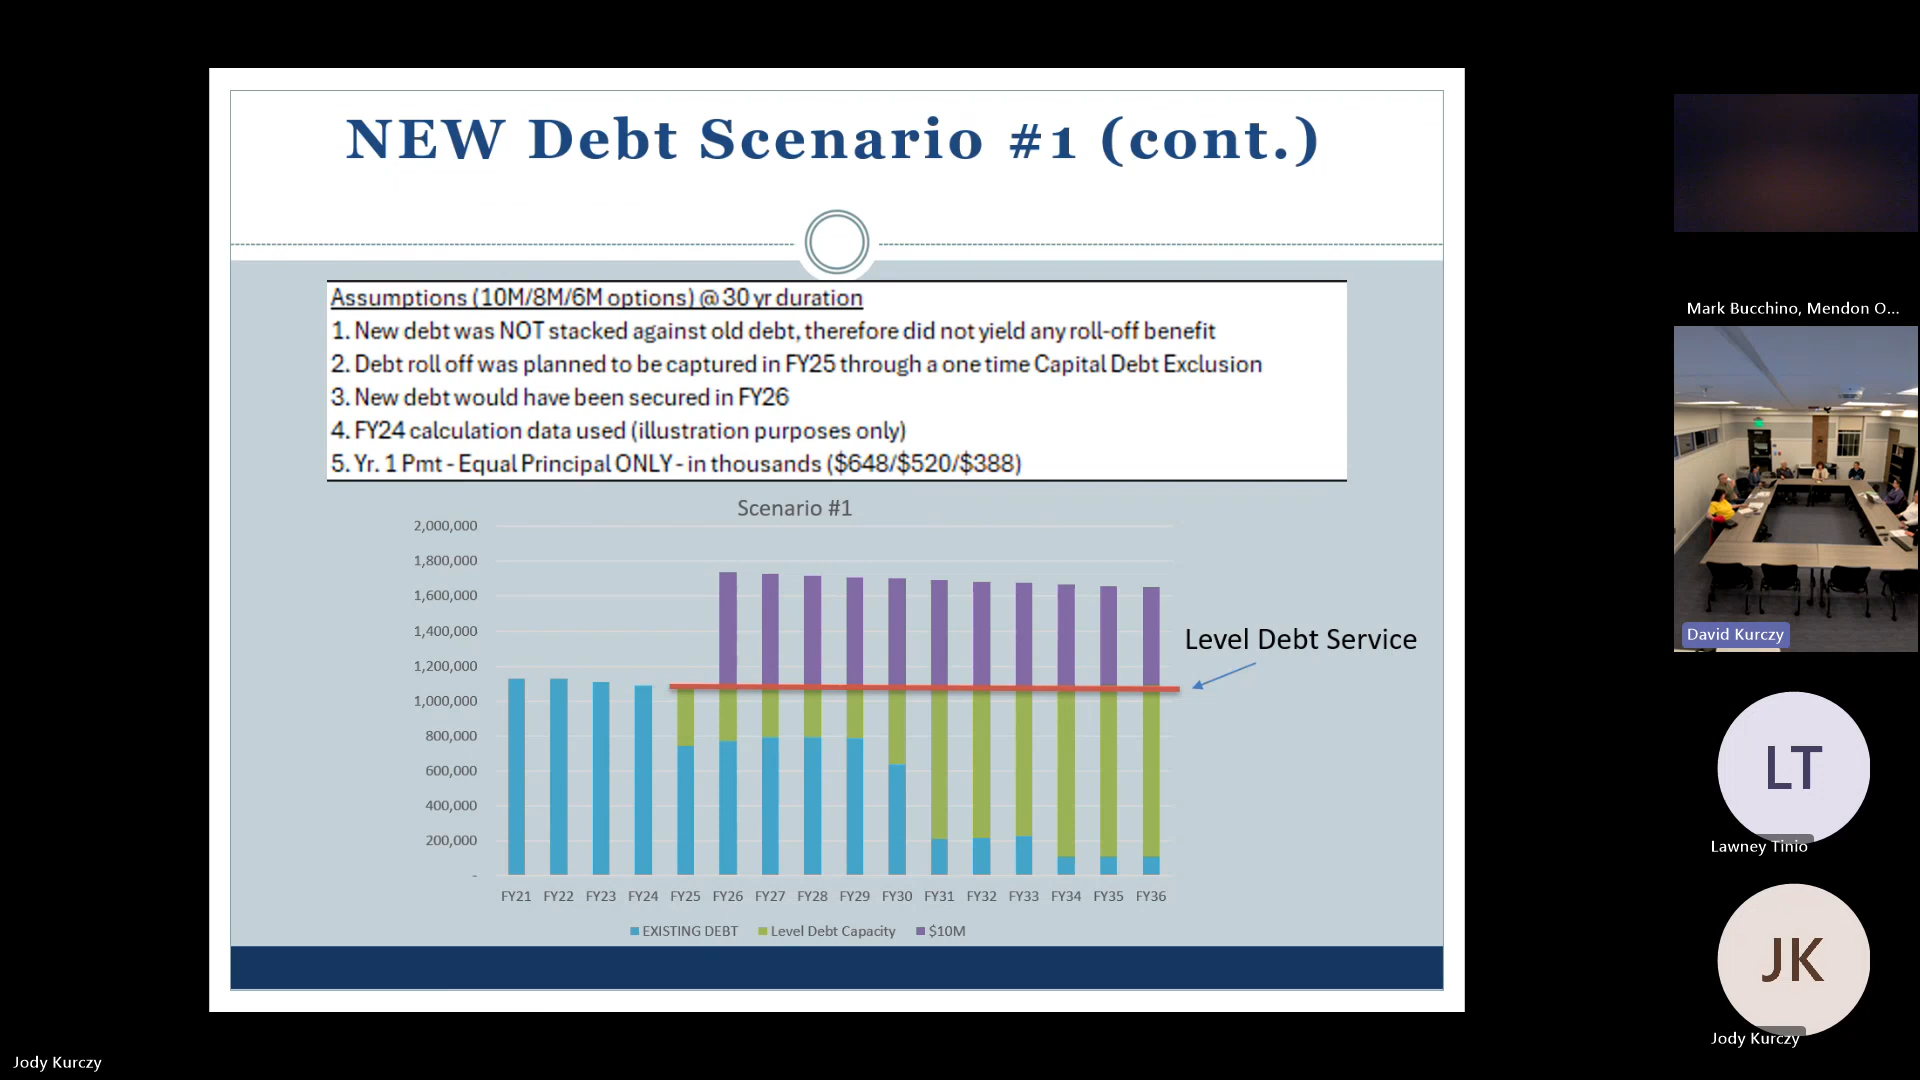 NEW Debt Scenario #1 (cont.)
Assumptions (10M/8M/6M options) @ 30 yr duration
1. New debt was NOT stacked against old debt, therefore did not yield any roll-off benefit
2. Debt roll off was planned to be captured in FY25 through a one time Capital Debt Exclusion
3. New debt would have been secured in FY26
4. FY24 calculation data used (illustration purposes only)
5. Yr. 1 Pmt - Equal Principal ONLY - in thousands ($648/$520/$388)
Scenario #1
2,000,000
1,800,000
1,600,000
1,400,000
1,200,000
1,000,000
800,000
600,000
400,000
200,000
-
Level Debt Service
FY21 FY22 FY23 FY24 FY25 FY26 FY27 FY28 FY29 FY30 FY31 FY32 FY33 FY34 FY35 FY36
EXISTING DEBT Level Debt Capacity $10M
Mark Bucchino, Mendon O...
David Kurczy
LT
Lawney Tinio
JK
Jody Kurczy
Jody Kurczy